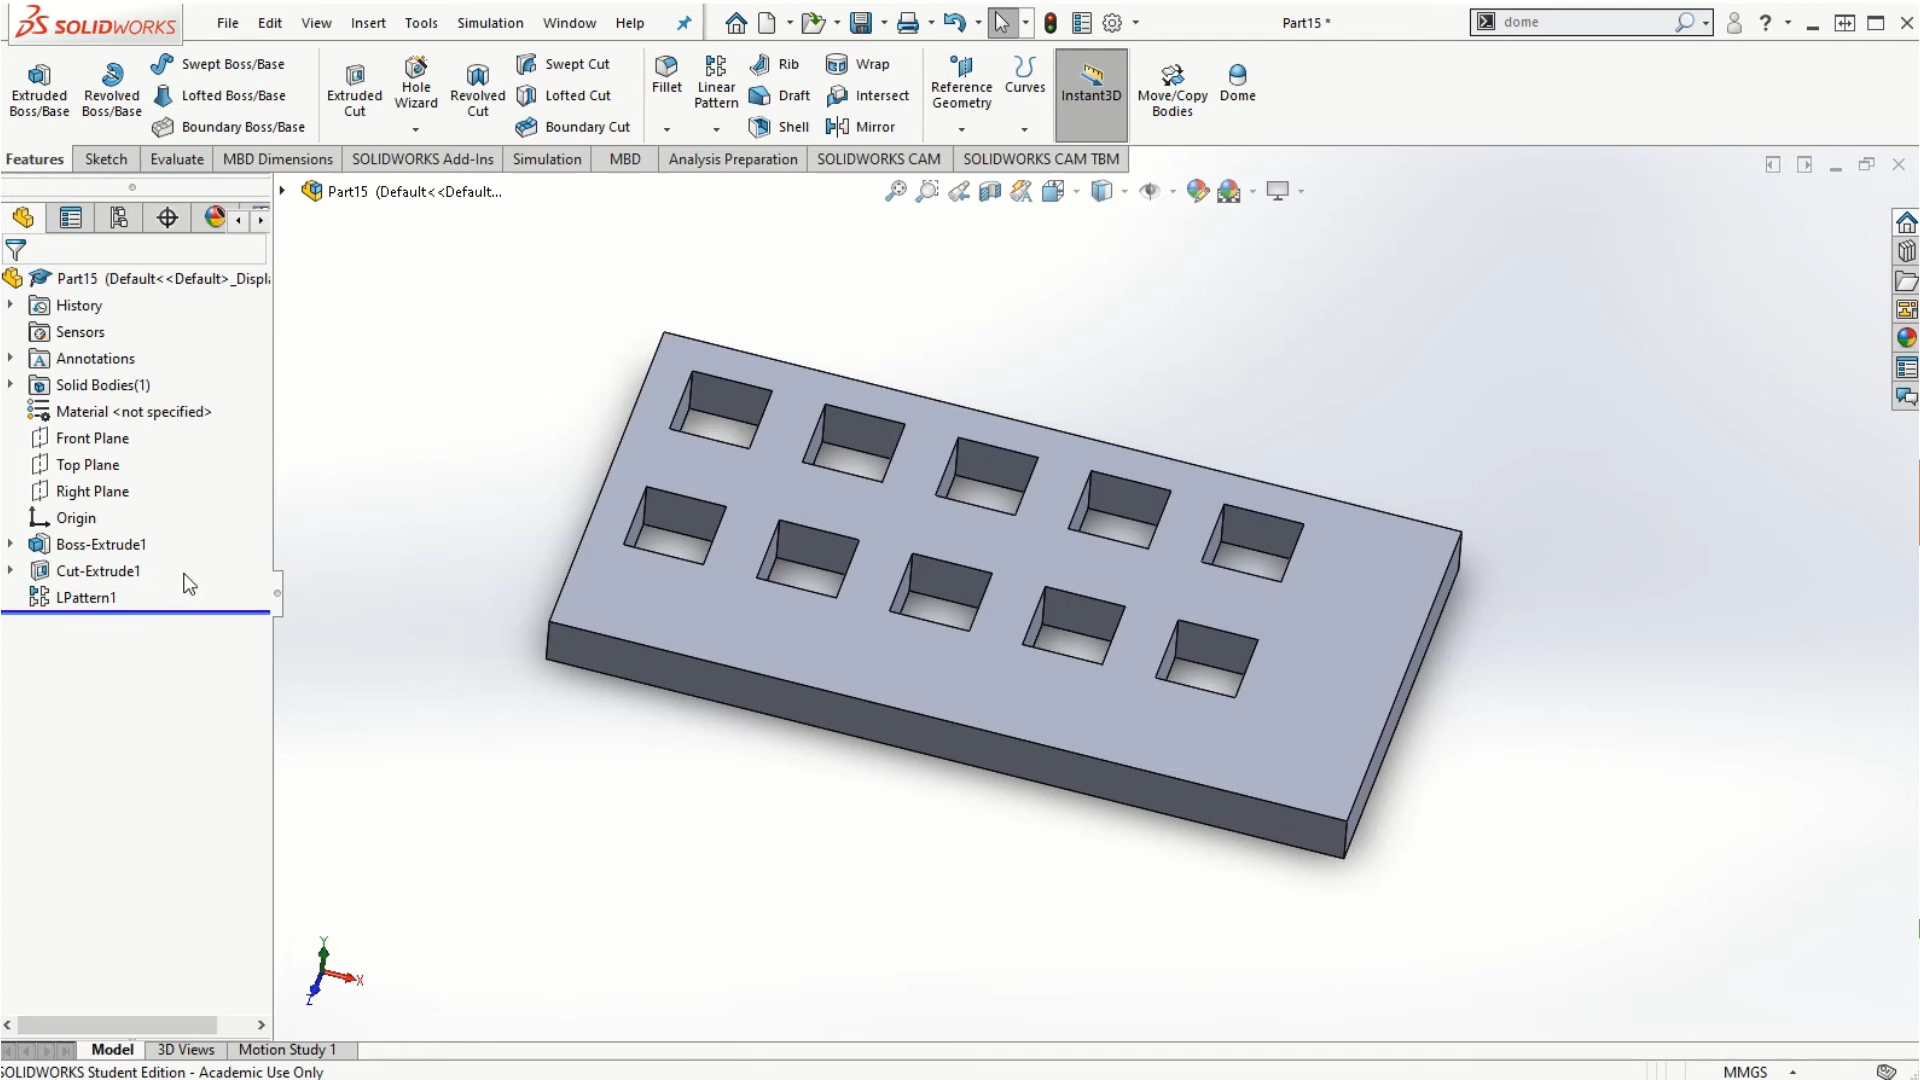 SOLIDWORKS File Edit View Insert Tools Simulation Window Help Part15 * dome ?
Swept Boss/Base Swept Cut Rib Wrap
Extruded Boss/Base Revolved Boss/Base Lofted Boss/Base Extruded Cut Hole Wizard Revolved Cut Lofted Cut Fillet Linear Pattern Draft Intersect Reference Geometry Curves Instant3D Move/Copy Bodies Dome
Boundary Boss/Base Boundary Cut Shell Mirror
Features Sketch Evaluate MBD Dimensions SOLIDWORKS Add-Ins Simulation MBD Analysis Preparation SOLIDWORKS CAM SOLIDWORKS CAM TBM
Part15 (Default<<Default...
Part15 (Default<<Default>_Displ
History
Sensors
Annotations
Solid Bodies(1)
Material <not specified>
Front Plane
Top Plane
Right Plane
Origin
Boss-Extrude1
Cut-Extrude1
LPattern1
Y
X
Z
Model 3D Views Motion Study 1
SOLIDWORKS Student Edition - Academic Use Only MMGS